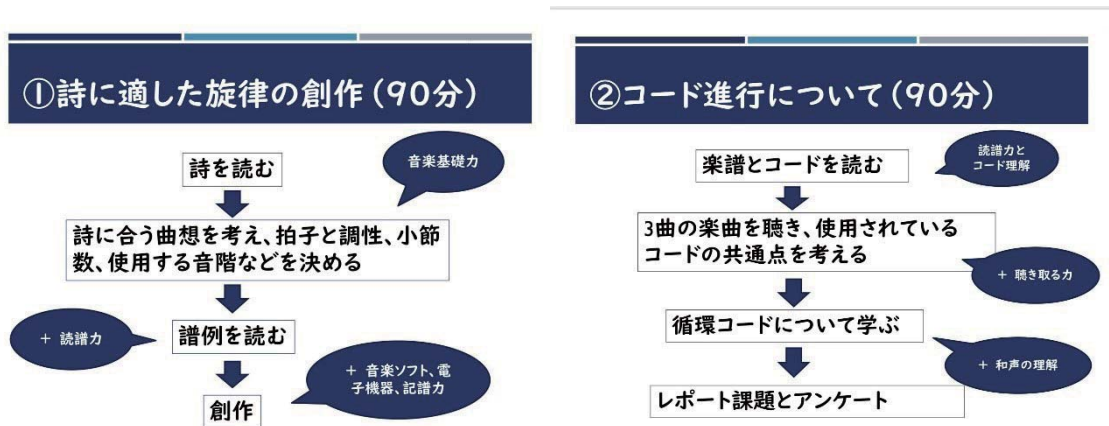 ①詩に適した旋律の創作(90分)
音楽基礎力
詩を読む
詩に合う曲想を考え、拍子と調性、小節
数、使用する音階などを決める
+ 読譜力
譜例を読む
+ 音楽ソフト、電
子機器、記譜力
創作
②コード進行について(90分)
読譜力と
コード理解
楽譜とコードを読む
3曲の楽曲を聴き、使用されている
コードの共通点を考える
+ 聴き取る力
循環コードについて学ぶ
+ 和声の理解
レポート課題とアンケート